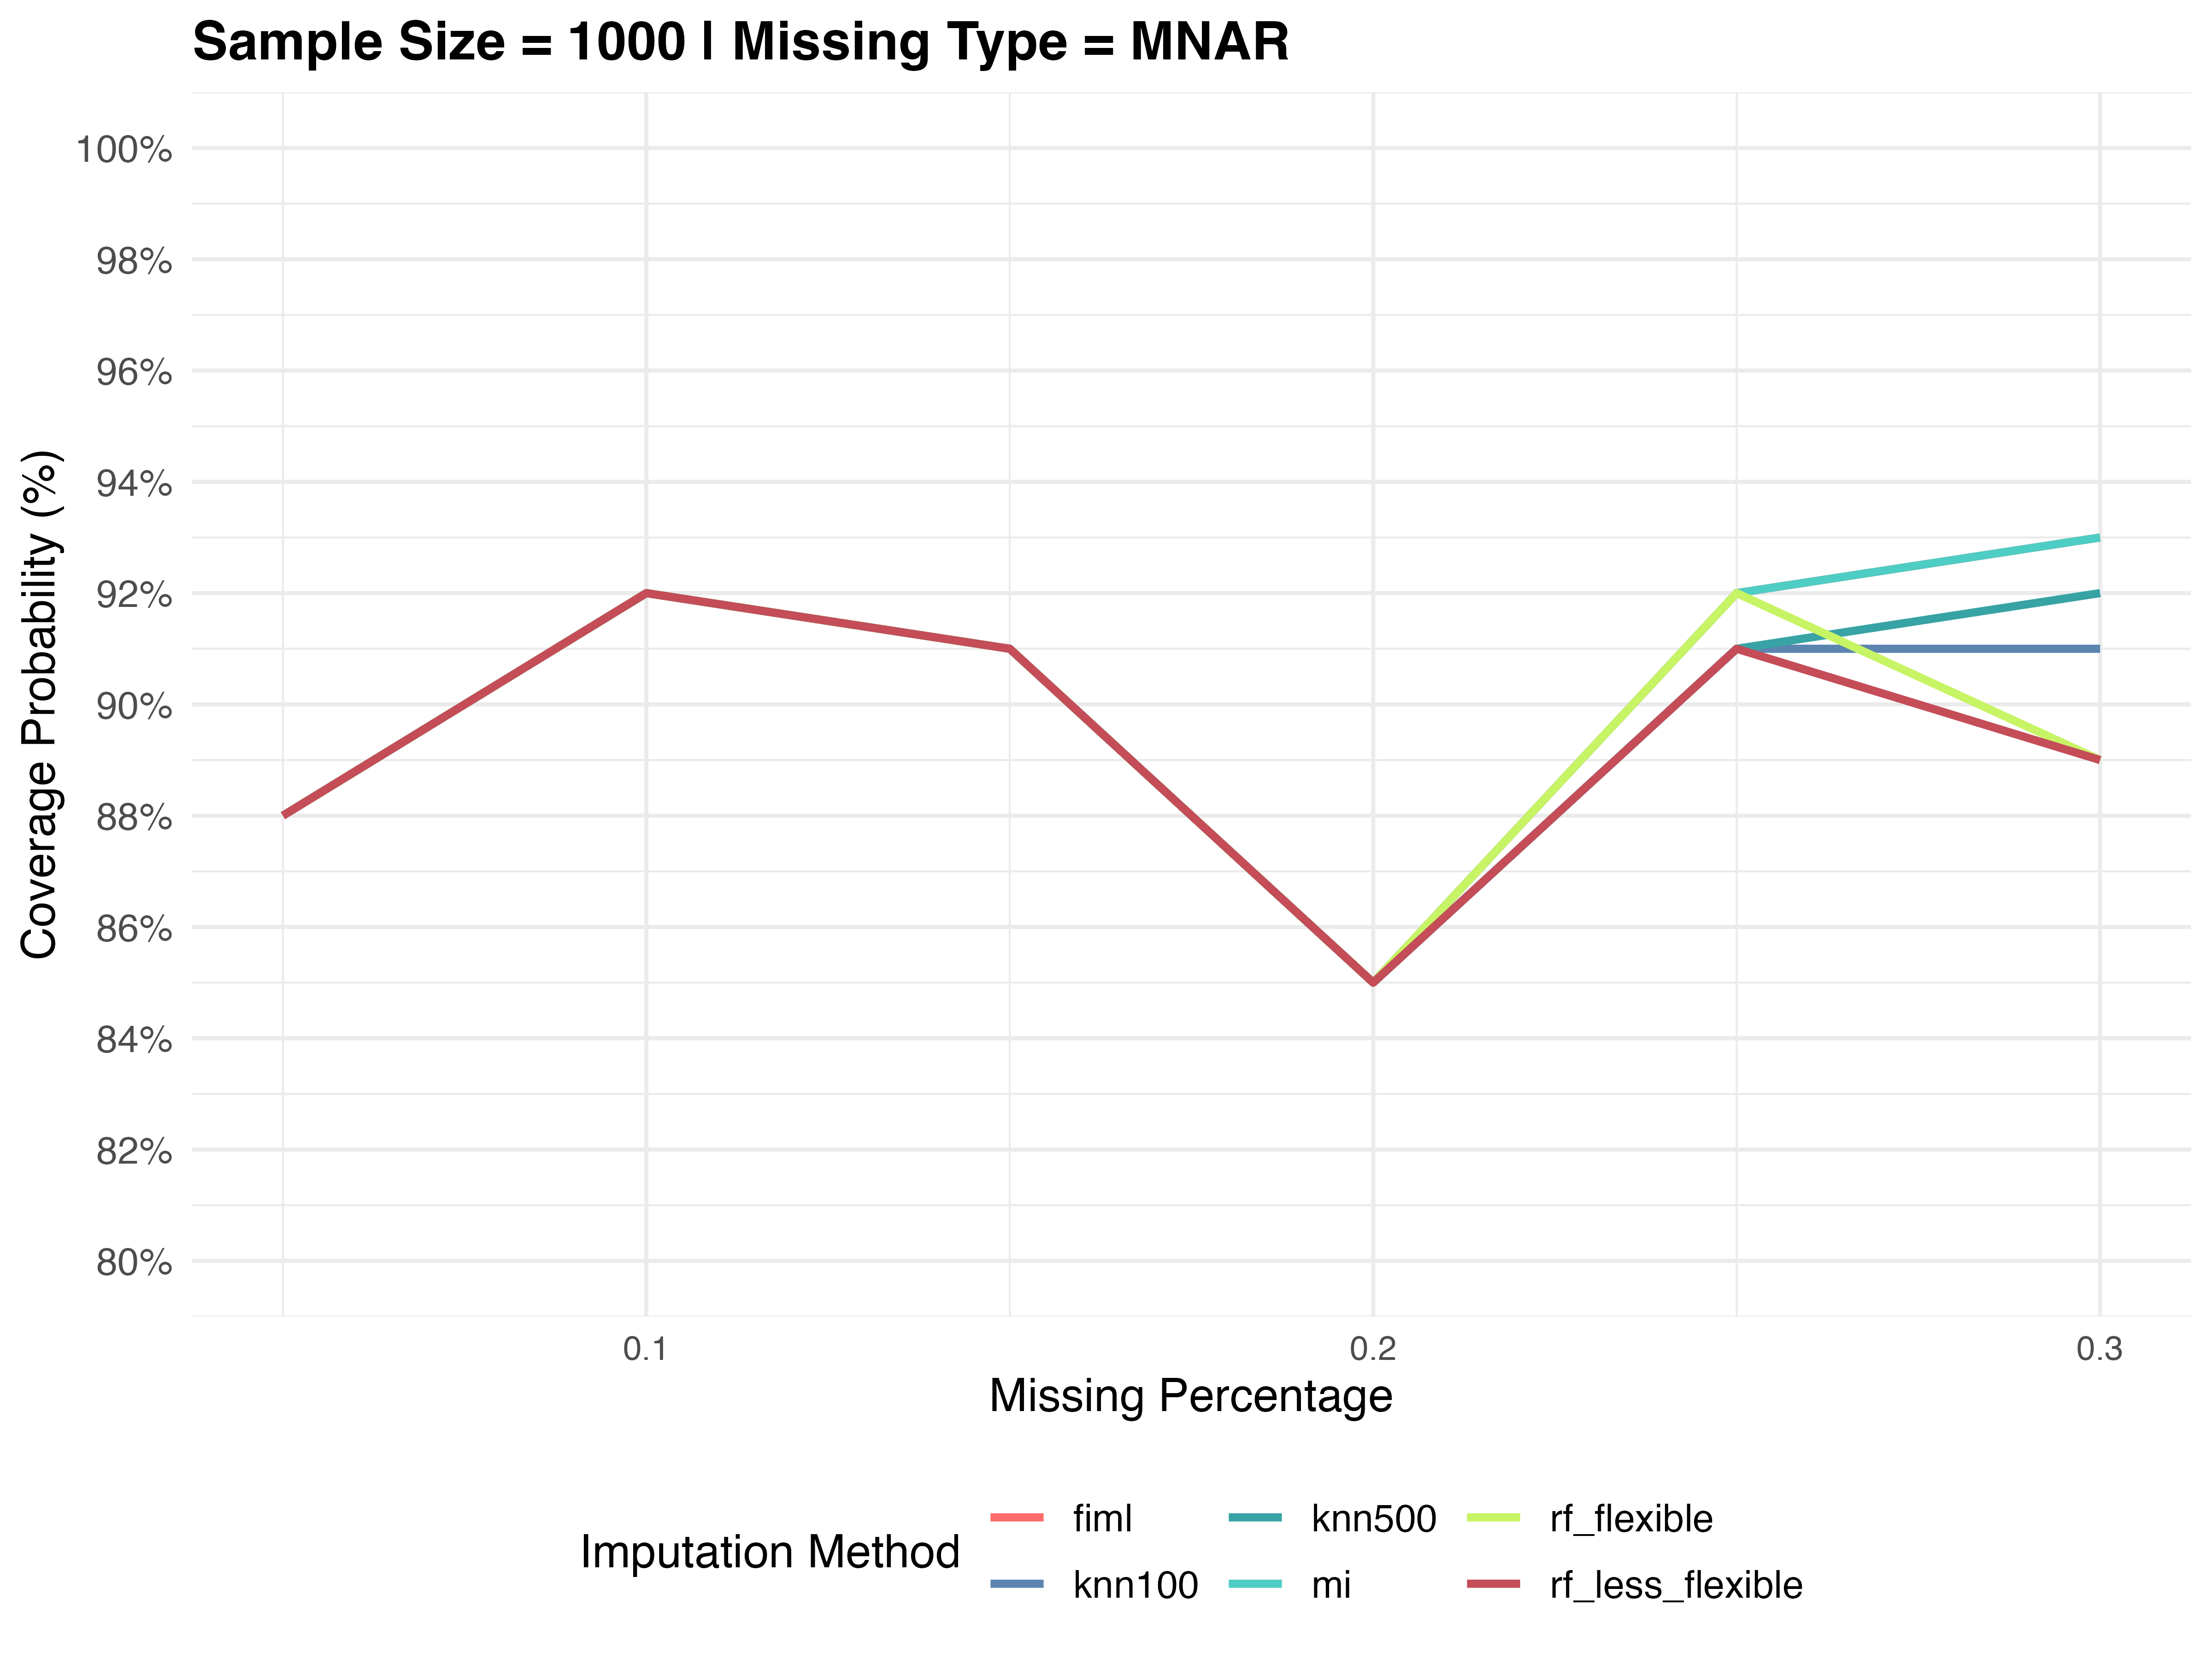 Sample Size = 1000 | Missing Type = MNAR
Coverage Probability (%)
100%
98%
96%
94%
92%
90%
88%
86%
84%
82%
80%
0.1 0.2 0.3
Missing Percentage
Imputation Method
fiml knn500 rf_flexible
knn100 mi rf_less_flexible